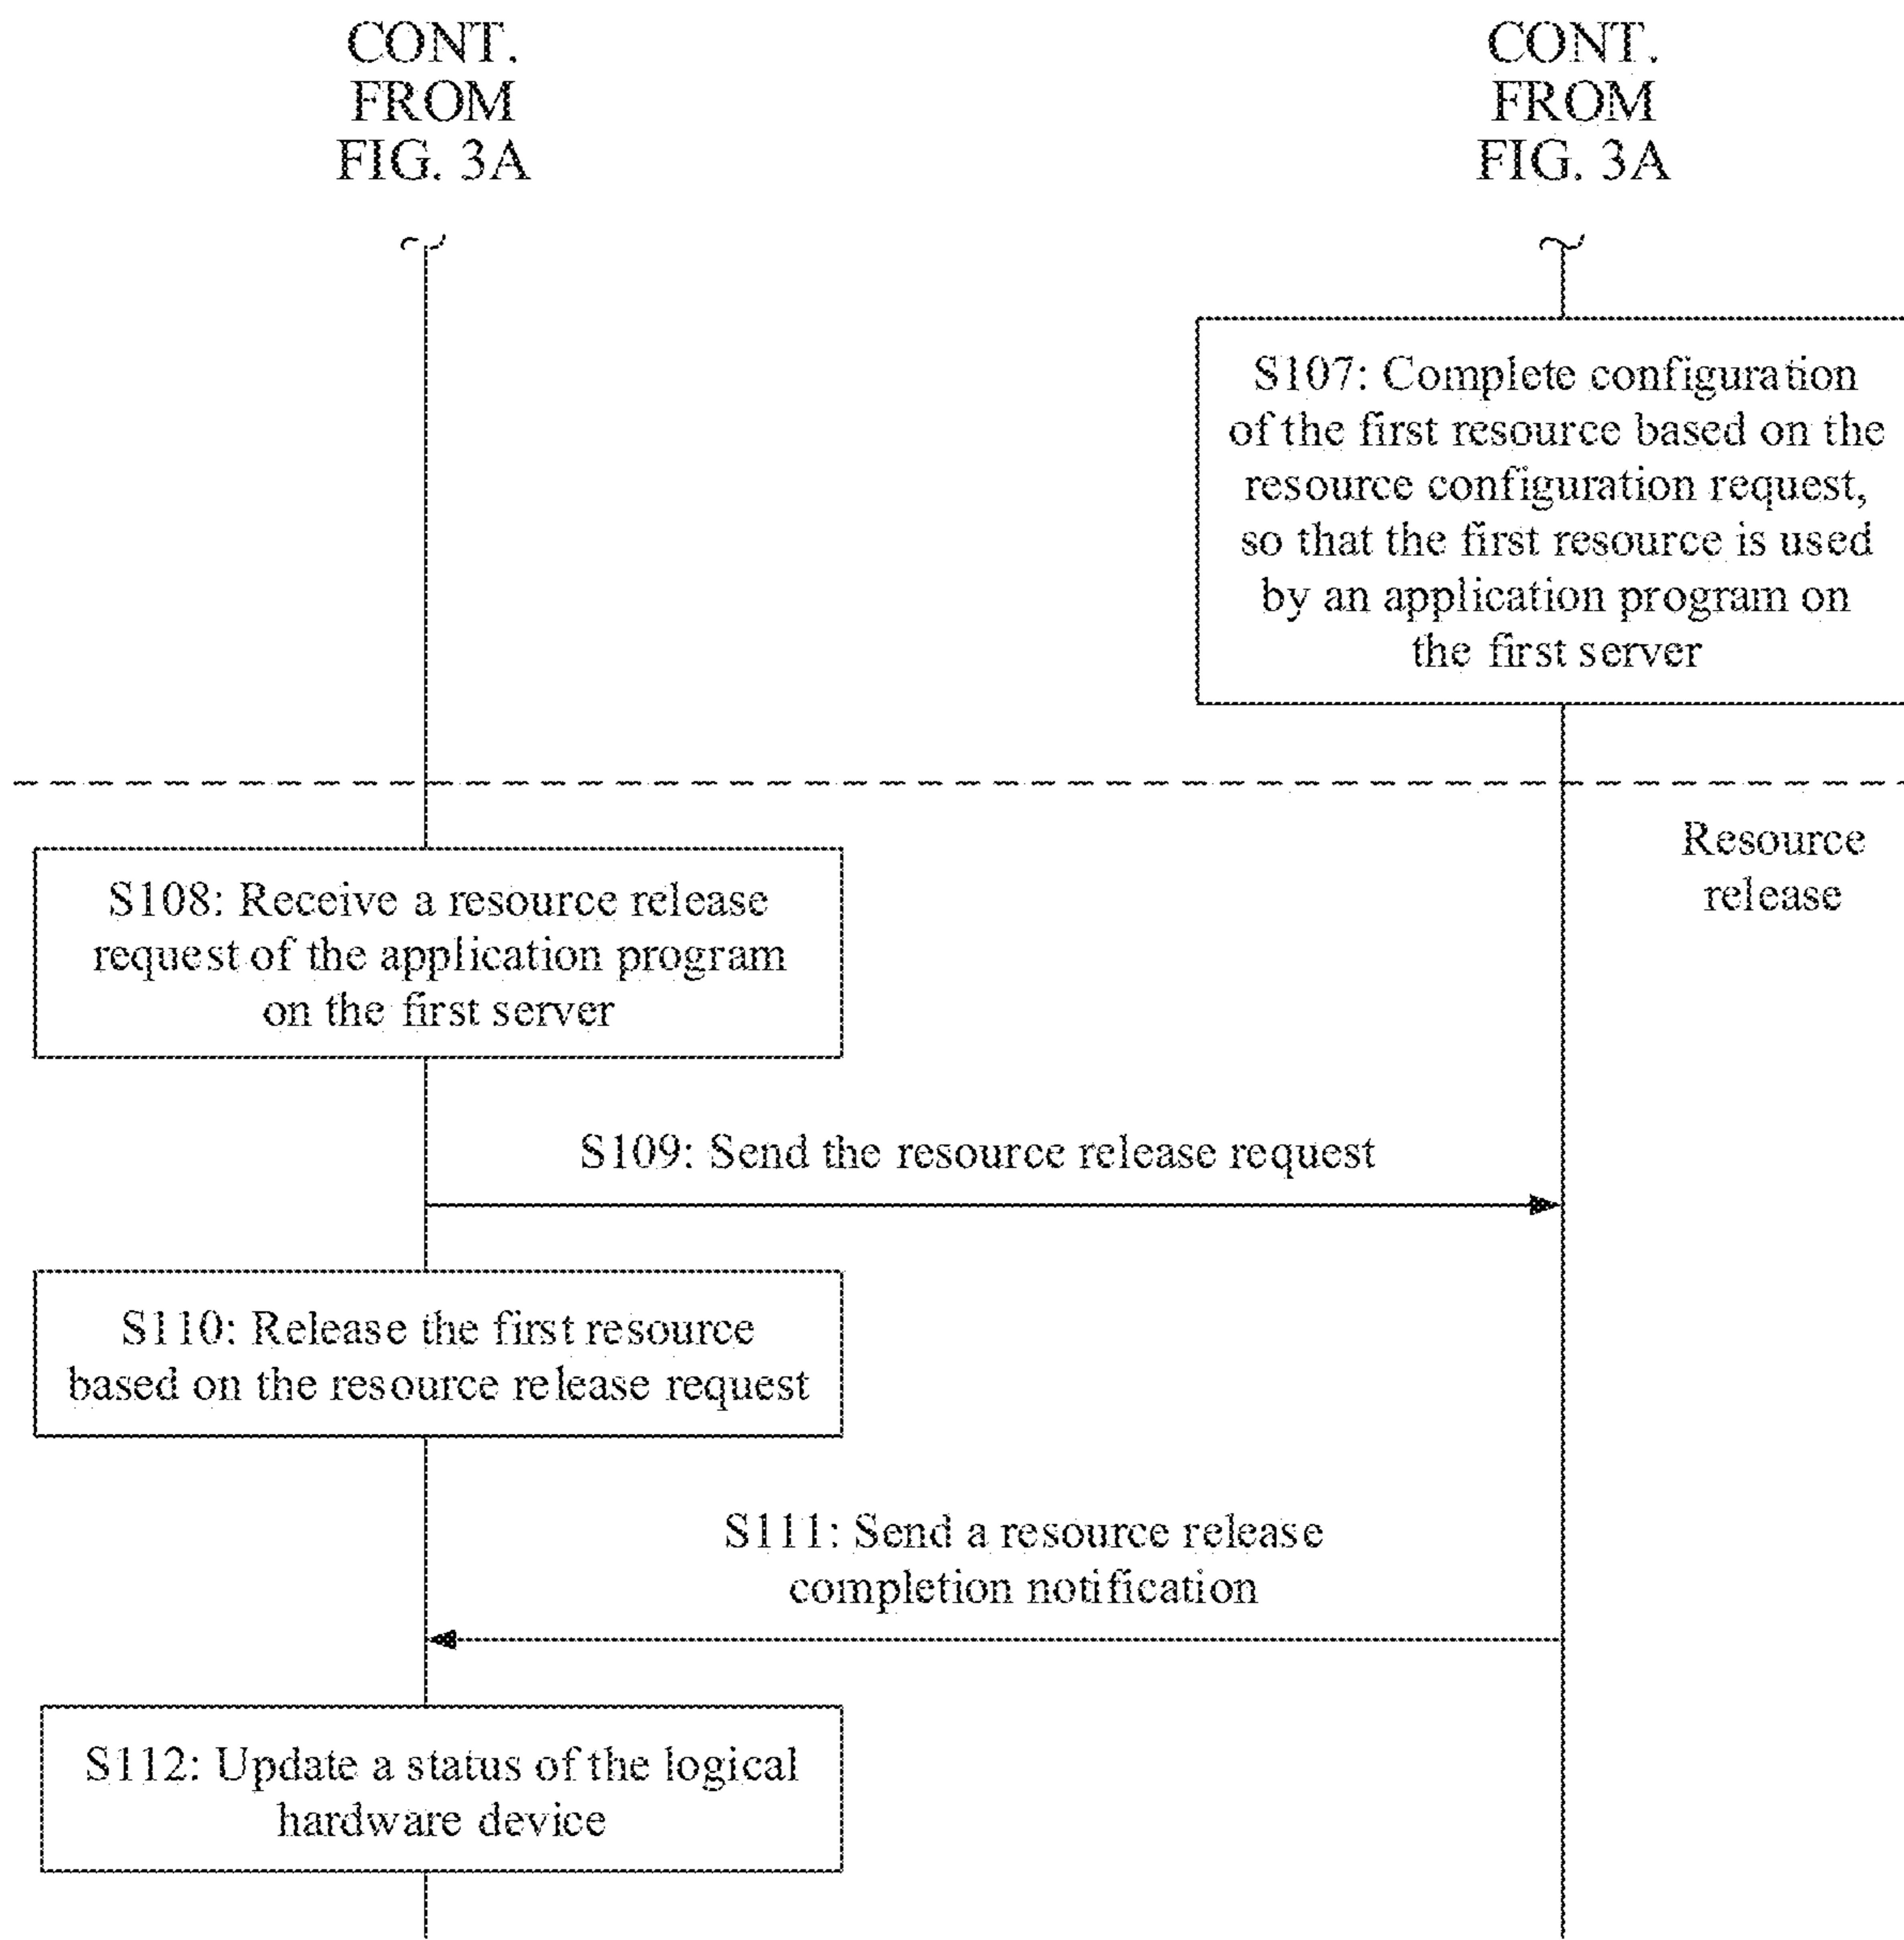 CONT.
FROM
FIG. 3A
CONT.
FROM
FIG. 3A
S107: Complete configuration
of the first resource based on the
resource configuration request,
so that the first resource is used
by an application program on
the first server
Resource
release
S108: Receive a resource release
request of the application program
on the first server
S109: Send the resource release request
S110: Release the first resource
based on the resource release request
S111: Send a resource release
completion notification
S112: Update a status of the logical
hardware device